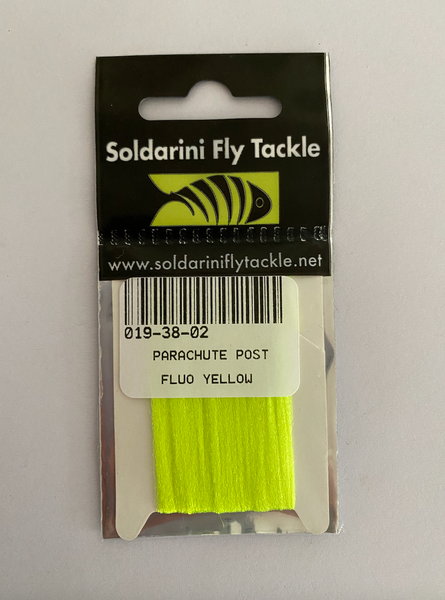 Soldarini Fly Tackle
www.soldariniflytackle.net
019-38-02
PARACHUTE POST
FLUO YELLOW